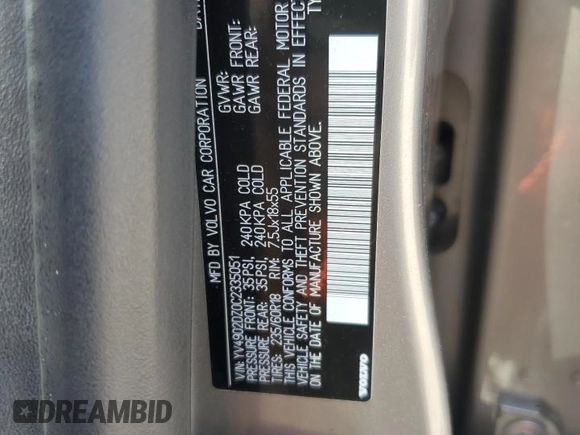 MFD BY VOLVO CAR CORPORATION
GVWR:
GAWR FRONT:
GAWR REAR:
VIN: YV4902DZ0C2335051
PRESSURE FRONT: 35PSI, 240KPA COLD
PRESSURE REAR: 35PSI, 240KPA COLD
TIRES: 235/60R18 RIM: 7.5Jx18x55
THIS VEHICLE CONFORMS TO ALL APPLICABLE FEDERAL MOTOR
VEHICLE SAFETY AND THEFT PREVENTION STANDARDS IN EFFECT
ON THE DATE OF MANUFACTURE SHOWN ABOVE.
VOLVO
DREAMBID